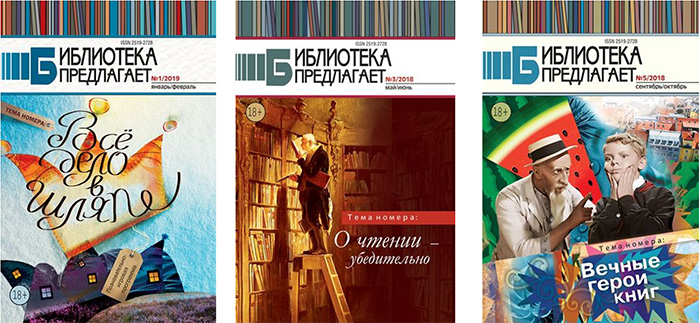 ISSN 2519-2728
БИБЛИОТЕКА
ПРЕДЛАГАЕТ
№1/2019
январь/февраль
ТЕМА НОМЕРА:
Всё
дело
в
шляпе
18+
ISSN 2519-2728
БИБЛИОТЕКА
ПРЕДЛАГАЕТ
№3/2018
май/июнь
18+
Тема номера:
О чтении –
убедительно
ISSN 2519-2728
БИБЛИОТЕКА
ПРЕДЛАГАЕТ
№5/2018
сентябрь/октябрь
18+
Тема номера:
Вечные
герои
книг